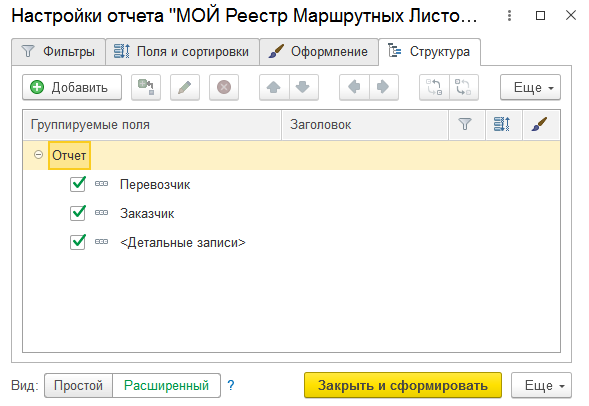 Настройки отчета "МОЙ Реестр Маршрутных Листо...
Фильтры Поля и сортировки Оформление Структура
Добавить Еще
Группируемые поля Заголовок
Отчет
Перевозчик
Заказчик
<Детальные записи>
Вид: Простой Расширенный ? Закрыть и сформировать Еще